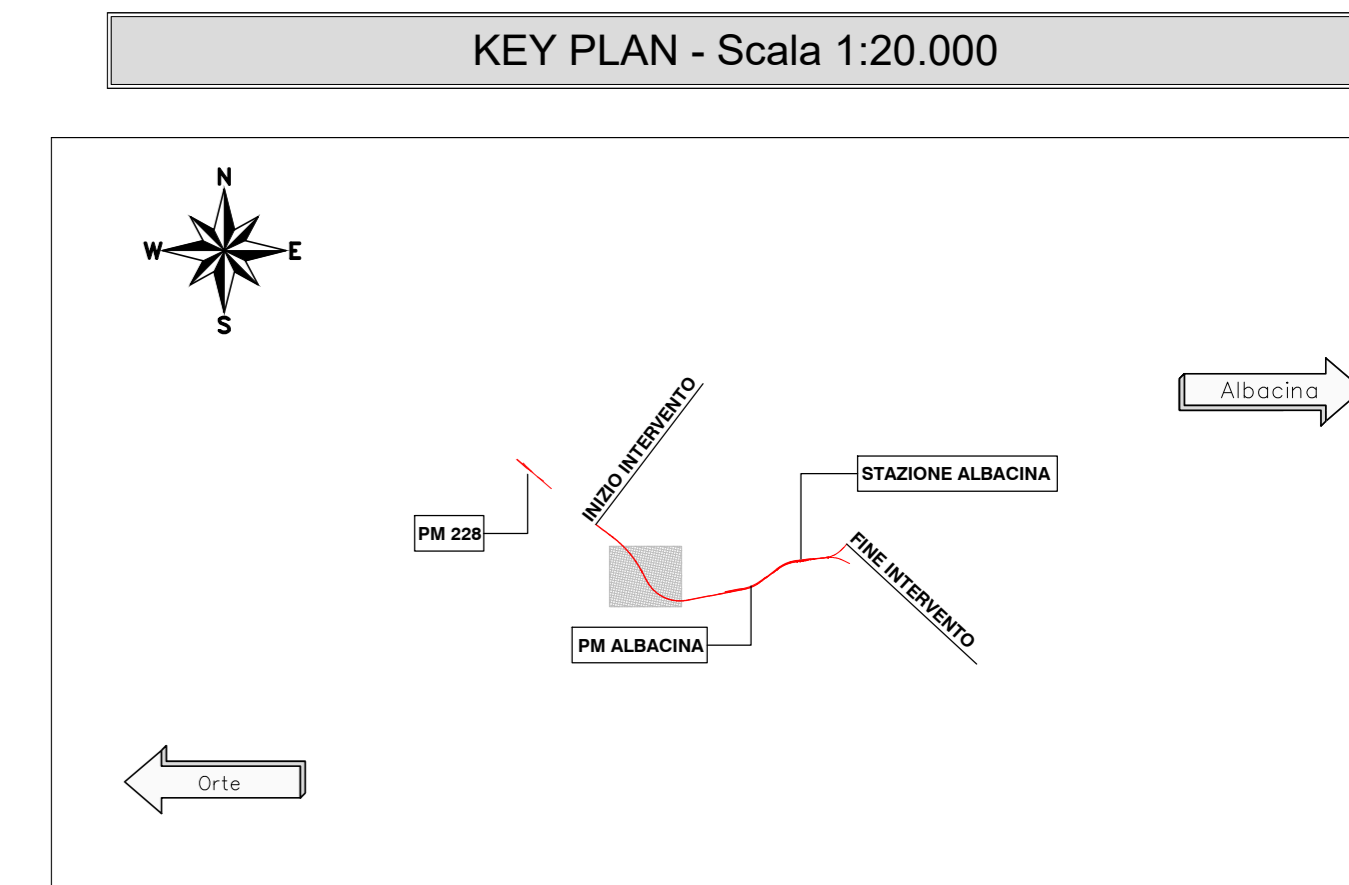 KEY PLAN - Scala 1:20.000
N
W
E
S
Albacina
INIZIO INTERVENTO
STAZIONE ALBACINA
PM 228
FINE INTERVENTO
PM ALBACINA
Orte